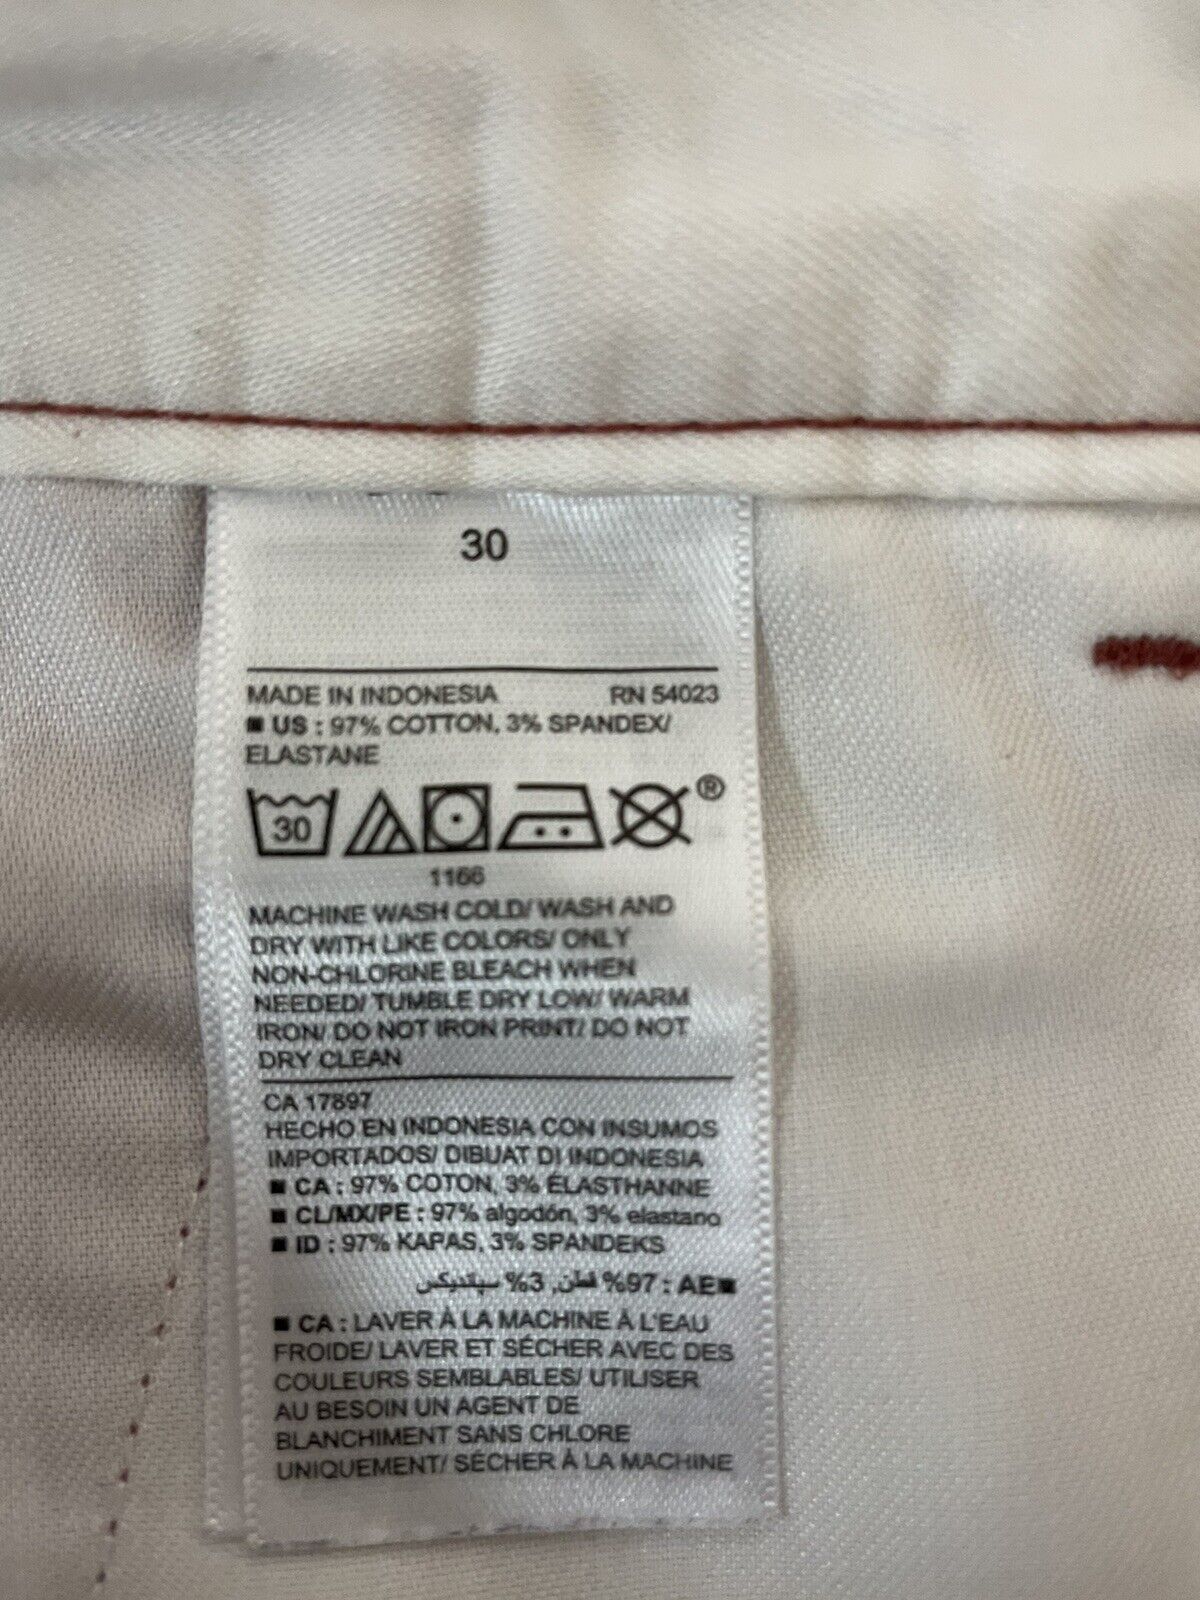 30
MADE IN INDONESIA RN 54023
■ US : 97% COTTON, 3% SPANDEX/
ELASTANE
30 ®
1166
MACHINE WASH COLD/ WASH AND
DRY WITH LIKE COLORS/ ONLY
NON-CHLORINE BLEACH WHEN
NEEDED/ TUMBLE DRY LOW/ WARM
IRON/ DO NOT IRON PRINT/ DO NOT
DRY CLEAN
CA 17897
HECHO EN INDONESIA CON INSUMOS
IMPORTADOS/ DIBUAT DI INDONESIA
■ CA : 97% COTON, 3% ÉLASTHANNE
■ CL/MX/PE : 97% algodón, 3% elastano
■ ID : 97% KAPAS, 3% SPANDEKS
■AE : 97% قطن, 3% سپاندیکس
■ CA : LAVER À LA MACHINE À L'EAU
FROIDE/ LAVER ET SÉCHER AVEC DES
COULEURS SEMBLABLES/ UTILISER
AU BESOIN UN AGENT DE
BLANCHIMENT SANS CHLORE
UNIQUEMENT/ SÉCHER À LA MACHINE